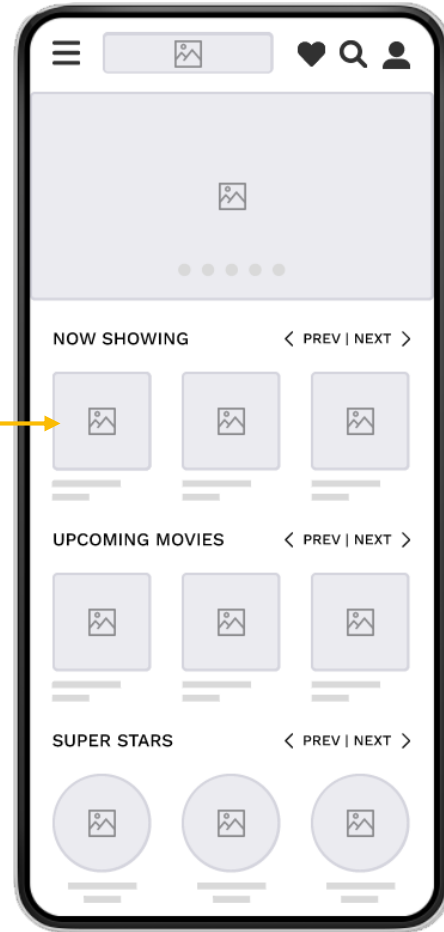 NOW SHOWING PREV | NEXT
UPCOMING MOVIES PREV | NEXT
SUPER STARS PREV | NEXT